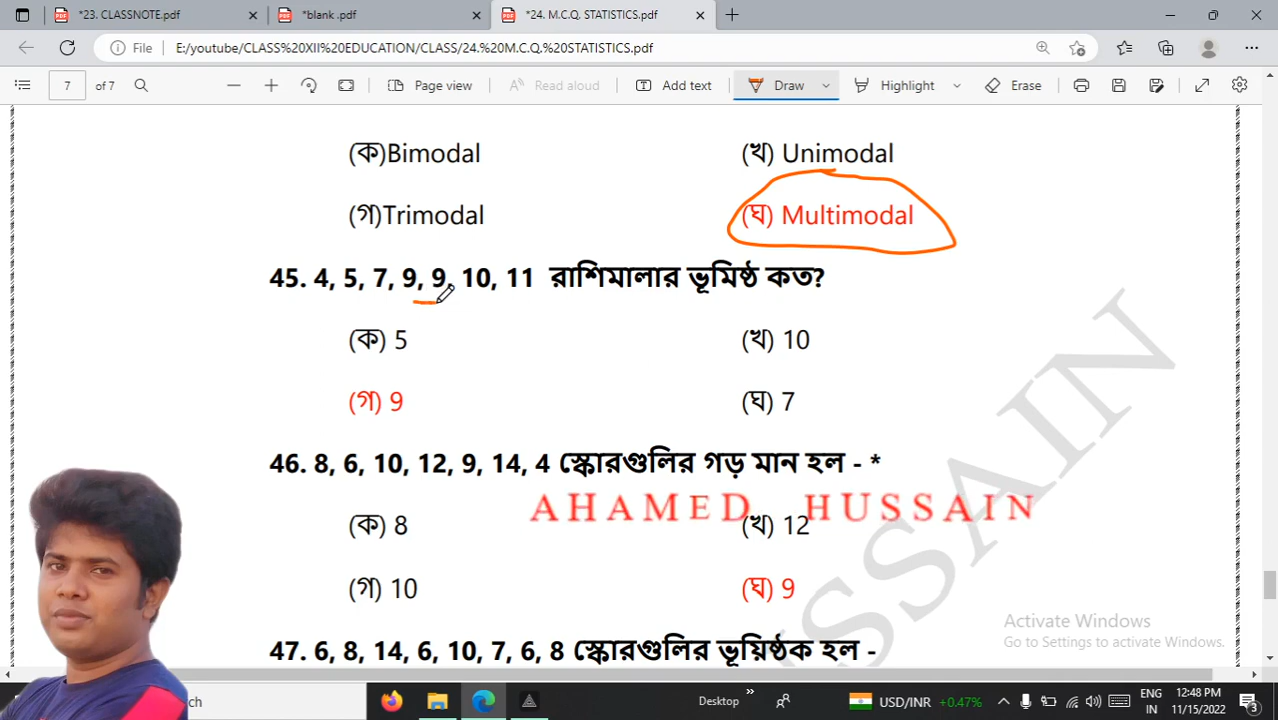 *23. CLASSNOTE.pdf
*blank .pdf
*24. M.C.Q. STATISTICS.pdf
File
E:/youtube/CLASS%20XII%20EDUCATION/CLASS/24.%20M.C.Q.%20STATISTICS.pdf
7 of 7
Page view
Read aloud
Add text
Draw
Highlight
Erase
(ক)Bimodal (খ) Unimodal
(গ)Trimodal (ঘ) Multimodal
45. 4, 5, 7, 9, 9, 10, 11 রাশিমালার ভূমিষ্ঠ কত?
(ক) 5 (খ) 10
(গ) 9 (ঘ) 7
46. 8, 6, 10, 12, 9, 14, 4 স্কোরগুলির গড় মান হল - *
AHAMED HUSSAIN
(ক) 8 (খ) 12
(গ) 10 (ঘ) 9
47. 6, 8, 14, 6, 10, 7, 6, 8 স্কোরগুলির ভূয়িষ্ঠক হল -
HUSSAIN
Activate Windows
Go to Settings to activate Windows.
rch
Desktop
USD/INR +0.47%
ENG
IN
12:48 PM
11/15/2022
3